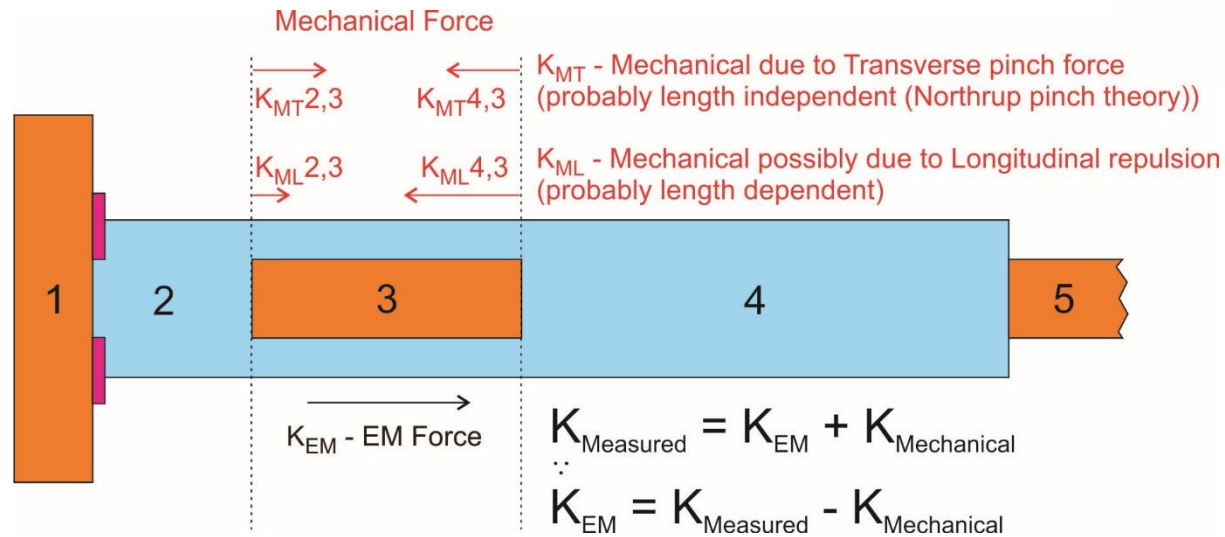 Mechanical Force
K_MT2,3 K_MT4,3
K_MT - Mechanical due to Transverse pinch force
(probably length independent (Northrup pinch theory))
K_ML2,3 K_ML4,3
K_ML - Mechanical possibly due to Longitudinal repulsion
(probably length dependent)
1 2 3 4 5
K_EM - EM Force
K_Measured = K_EM + K_Mechanical
∵
K_EM = K_Measured - K_Mechanical